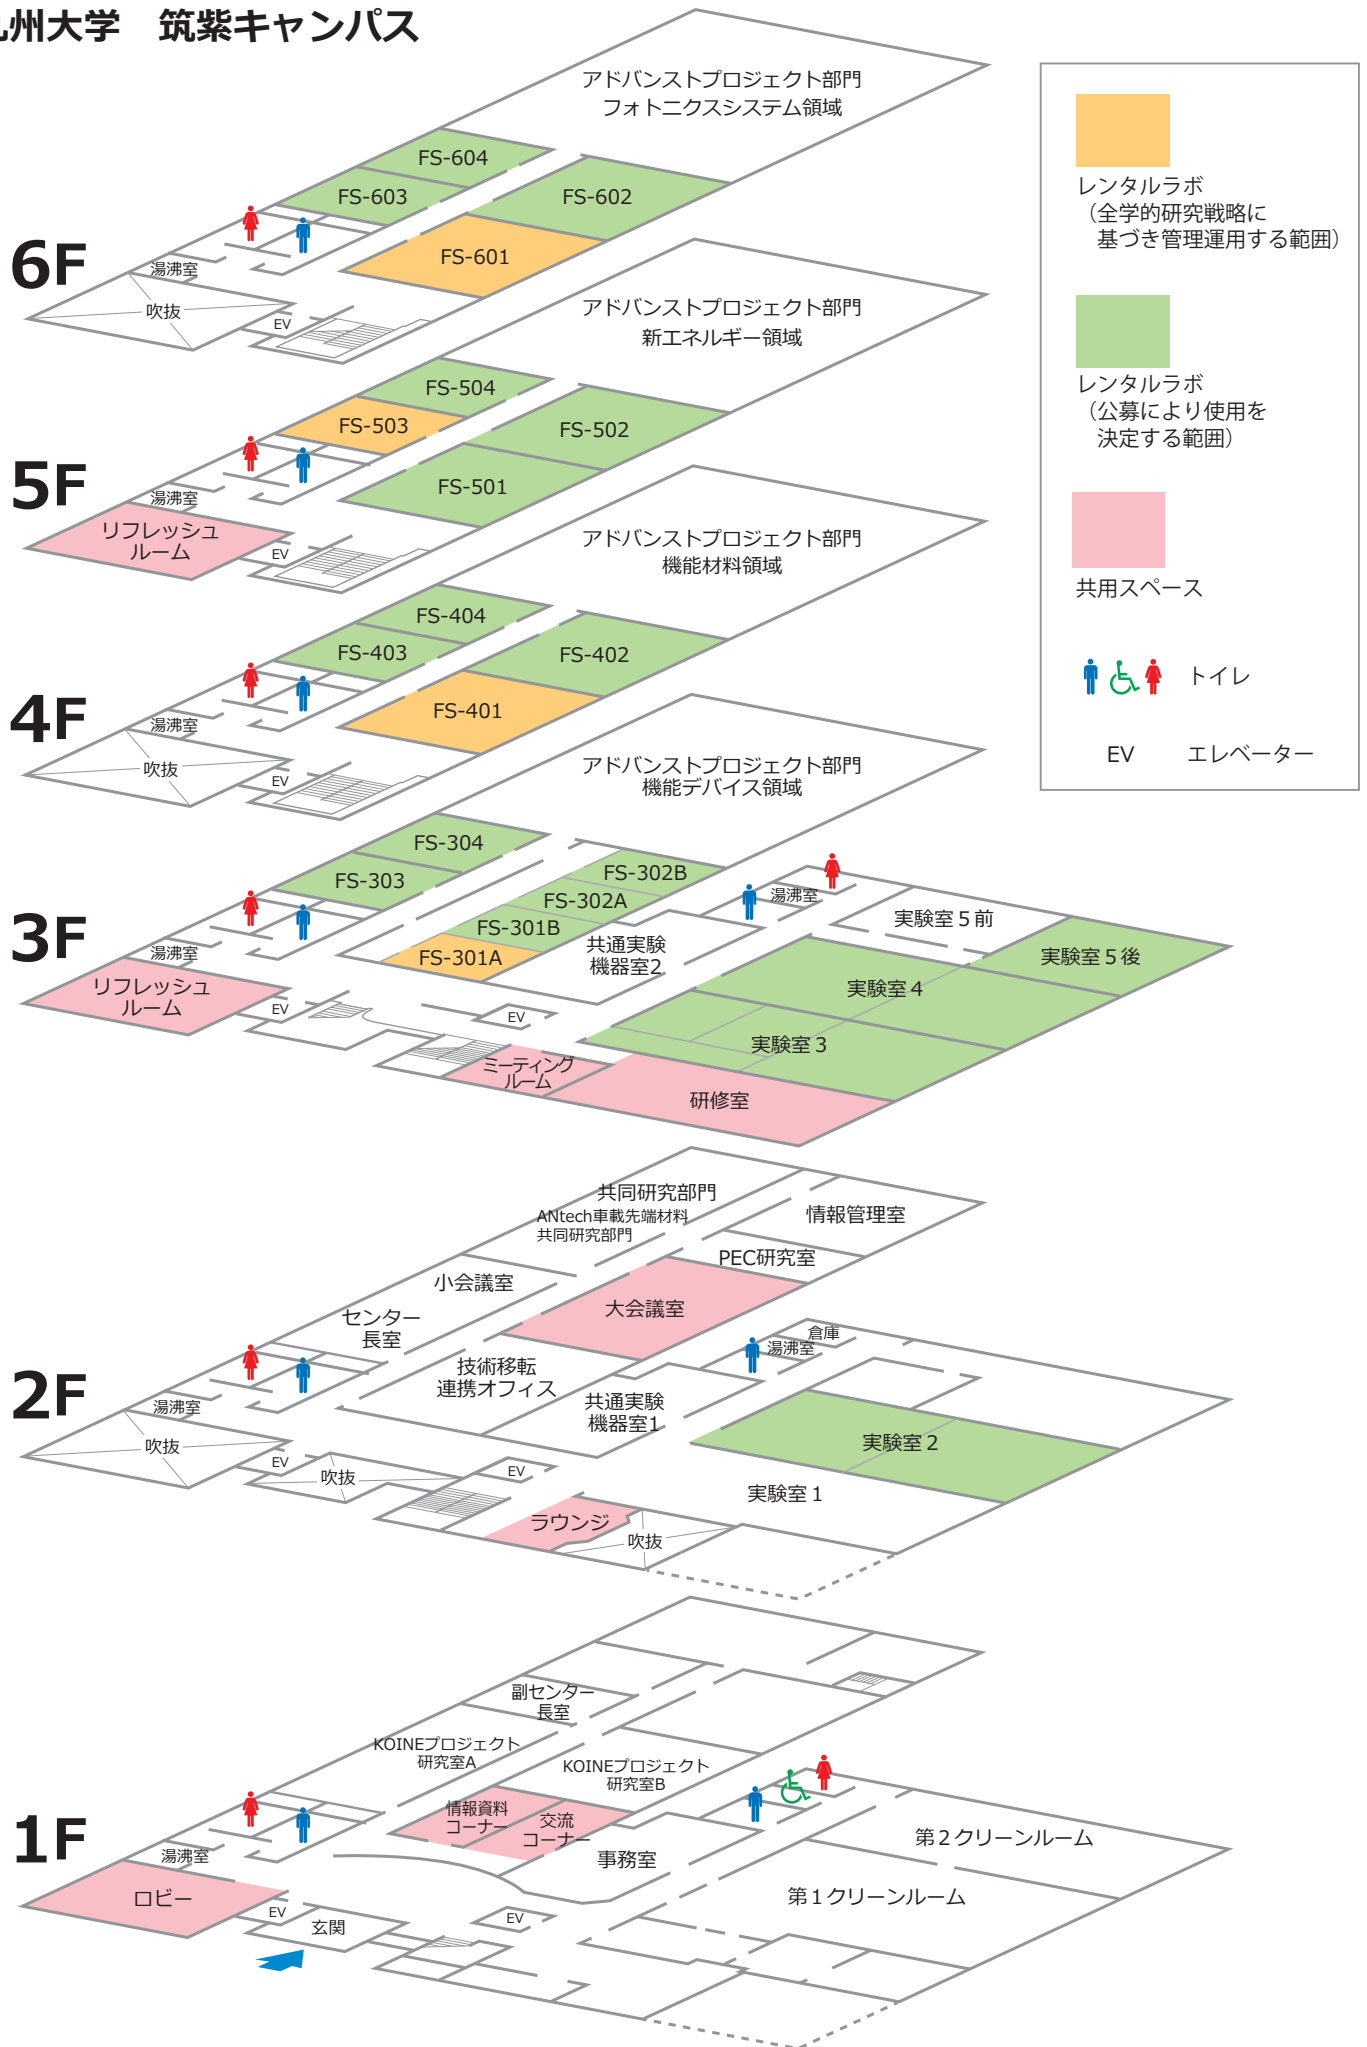 九州大学 筑紫キャンパス
レンタルラボ
（全学的研究戦略に
基づき管理運用する範囲）
レンタルラボ
（公募により使用を
決定する範囲）
共用スペース
トイレ
EV エレベーター
6F
アドバンストプロジェクト部門
フォトニクスシステム領域
FS-604
FS-603
FS-602
FS-601
湯沸室
吹抜
EV
5F
アドバンストプロジェクト部門
新エネルギー領域
FS-504
FS-503
FS-502
FS-501
湯沸室
リフレッシュ
ルーム
EV
4F
アドバンストプロジェクト部門
機能材料領域
FS-404
FS-403
FS-402
FS-401
湯沸室
吹抜
EV
3F
アドバンストプロジェクト部門
機能デバイス領域
FS-304
FS-303
FS-302B
FS-302A
FS-301B
FS-301A
湯沸室
共通実験
機器室2
湯沸室
実験室５前
実験室５後
実験室４
実験室３
リフレッシュ
ルーム
EV
EV
ミーティング
ルーム
研修室
2F
共同研究部門
ANtech車載先端材料
共同研究部門
情報管理室
PEC研究室
小会議室
大会議室
センター
長室
技術移転
連携オフィス
共通実験
機器室1
倉庫
湯沸室
湯沸室
吹抜
EV
吹抜
EV
実験室２
実験室１
ラウンジ
吹抜
1F
副センター
長室
KOINEプロジェクト
研究室A
KOINEプロジェクト
研究室B
情報資料
コーナー
交流
コーナー
事務室
湯沸室
ロビー
EV
玄関
EV
第２クリーンルーム
第１クリーンルーム